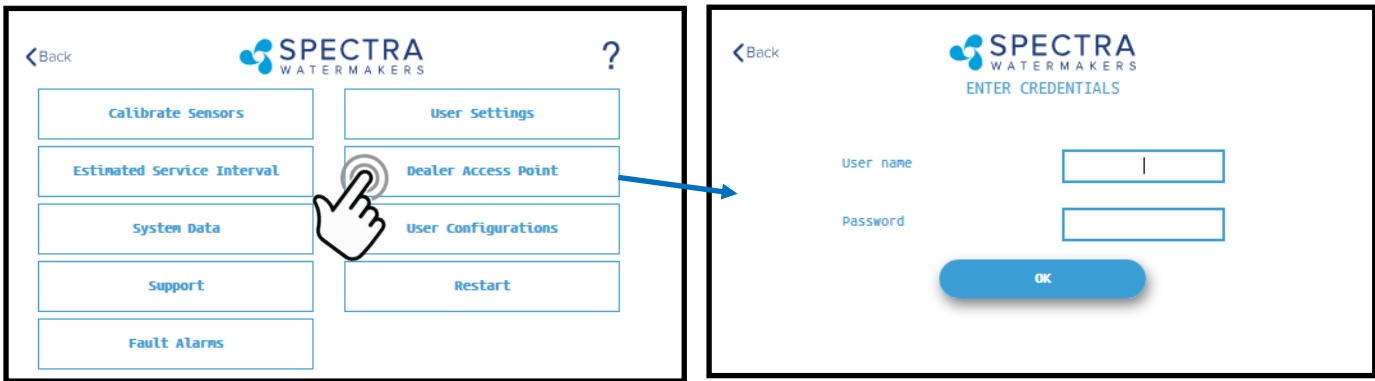 Back
SPECTRA
WATERMAKERS
?
Calibrate Sensors
User Settings
Estimated Service Interval
Dealer Access Point
System Data
User Configurations
Support
Restart
Fault Alarms
Back
SPECTRA
WATERMAKERS
ENTER CREDENTIALS
User name
Password
OK